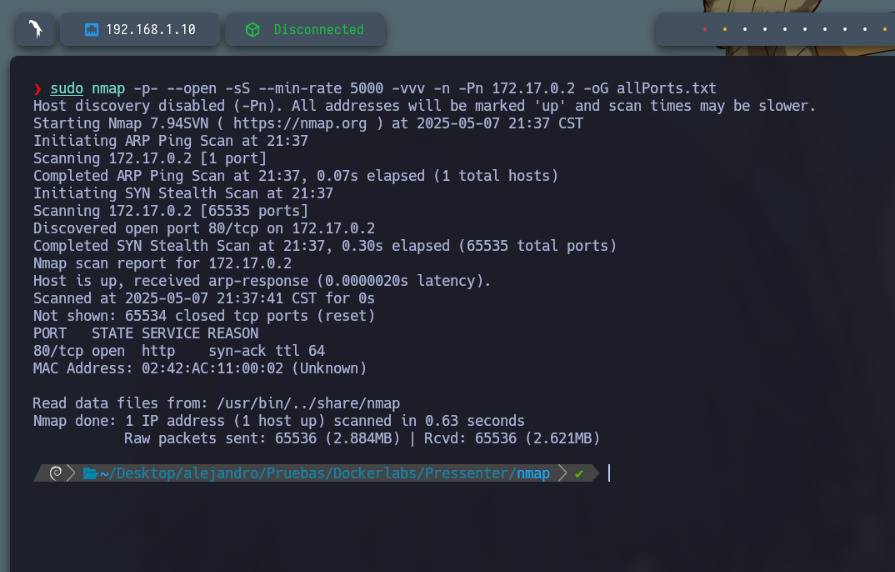 192.168.1.10 Disconnected
❯ sudo nmap -p- --open -sS --min-rate 5000 -vvv -n -Pn 172.17.0.2 -oG allPorts.txt
Host discovery disabled (-Pn). All addresses will be marked 'up' and scan times may be slower.
Starting Nmap 7.94SVN ( https://nmap.org ) at 2025-05-07 21:37 CST
Initiating ARP Ping Scan at 21:37
Scanning 172.17.0.2 [1 port]
Completed ARP Ping Scan at 21:37, 0.07s elapsed (1 total hosts)
Initiating SYN Stealth Scan at 21:37
Scanning 172.17.0.2 [65535 ports]
Discovered open port 80/tcp on 172.17.0.2
Completed SYN Stealth Scan at 21:37, 0.30s elapsed (65535 total ports)
Nmap scan report for 172.17.0.2
Host is up, received arp-response (0.0000020s latency).
Scanned at 2025-05-07 21:37:41 CST for 0s
Not shown: 65534 closed tcp ports (reset)
PORT   STATE SERVICE REASON
80/tcp open  http    syn-ack ttl 64
MAC Address: 02:42:AC:11:00:02 (Unknown)
Read data files from: /usr/bin/../share/nmap
Nmap done: 1 IP address (1 host up) scanned in 0.63 seconds
Raw packets sent: 65536 (2.884MB) | Rcvd: 65536 (2.621MB)
~/Desktop/alejandro/Pruebas/Dockerlabs/Pressenter/nmap ✔